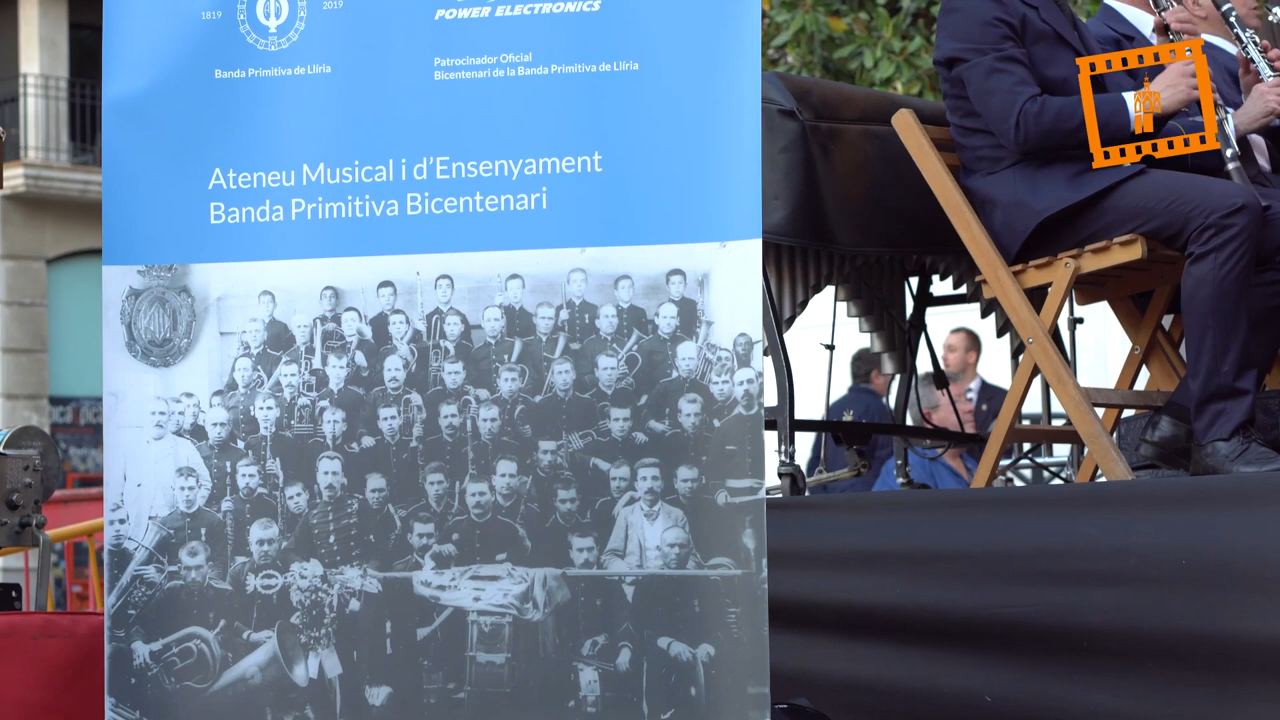 1819
2019
POWER ELECTRONICS
Banda Primitiva de Llíria
Patrocinador Oficial
Bicentenari de la Banda Primitiva de Llíria
Ateneu Musical i d'Ensenyament
Banda Primitiva Bicentenari